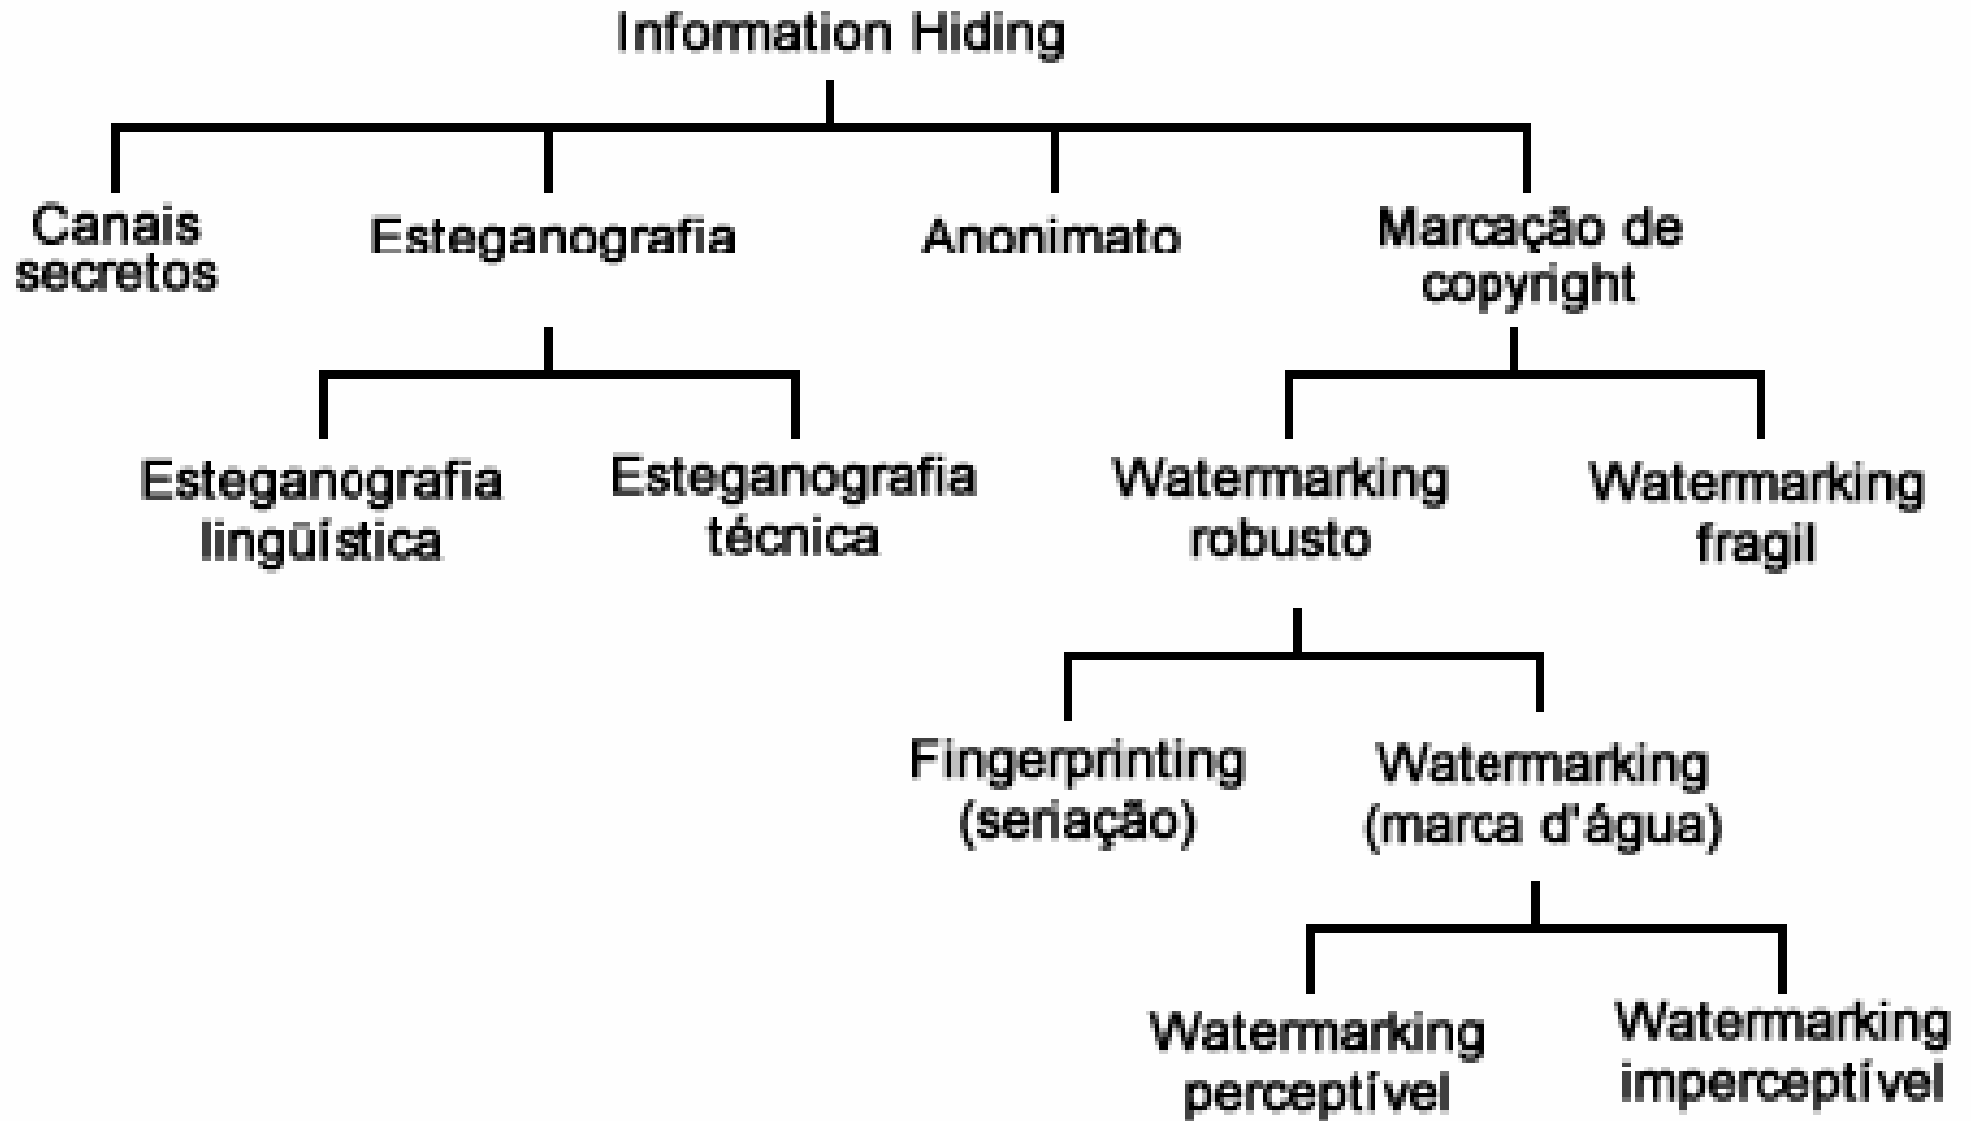 Information Hiding
Canais
secretos
Esteganografia
Anonimato
Marcação de
copyright
Esteganografia
lingüística
Esteganografia
técnica
Watermarking
robusto
Watermarking
fragil
Fingerprinting
(seriação)
Watermarking
(marca d'água)
Watermarking
perceptível
Watermarking
imperceptível